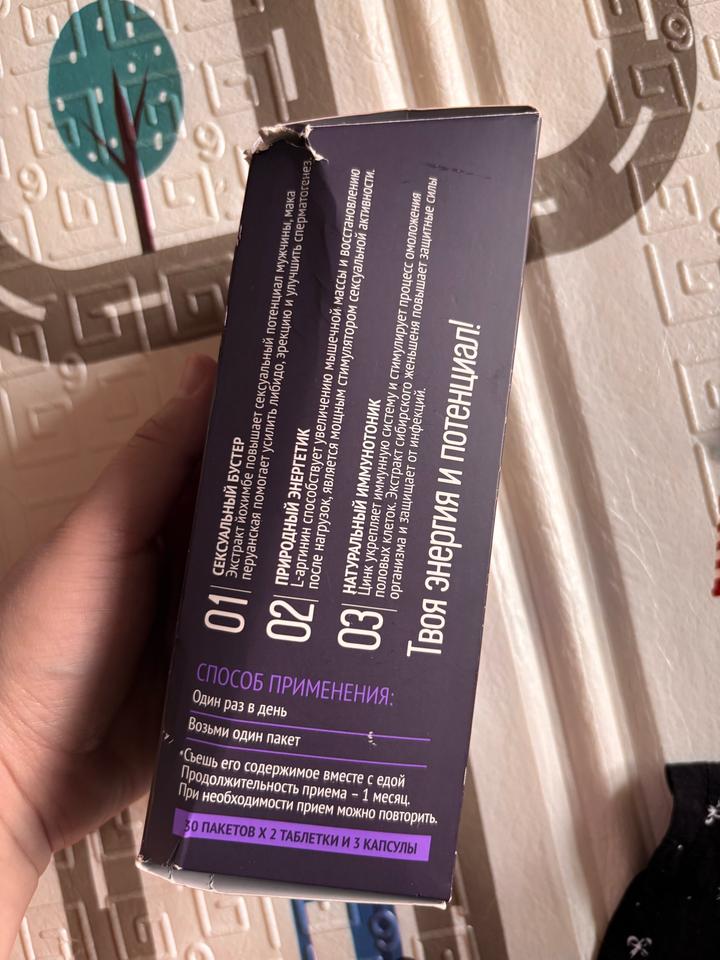 01
СЕКСУАЛЬНЫЙ БУСТЕР
Экстракт йохимбе повышает сексуальный потенциал мужчины, мака
перуанская помогает усилить либидо, эрекцию и улучшить сперматогенез.
02
ПРИРОДНЫЙ ЭНЕРГЕТИК
L-аргинин способствует увеличению мышечной массы и восстановлению
после нагрузок, является мощным стимулятором сексуальной активности.
03
НАТУРАЛЬНЫЙ ИММУНОТОНИК
Цинк укрепляет иммунную систему и стимулирует процесс омоложения
половых клеток. Экстракт сибирского женьшеня повышает защитные силы
организма и защищает от инфекций.
Твоя энергия и потенциал!
СПОСОБ ПРИМЕНЕНИЯ:
Один раз в день
Возьми один пакет
*Съешь его содержимое вместе с едой
Продолжительность приема – 1 месяц.
При необходимости прием можно повторить.
30 ПАКЕТОВ X 2 ТАБЛЕТКИ И 3 КАПСУЛЫ
9
9
9
9